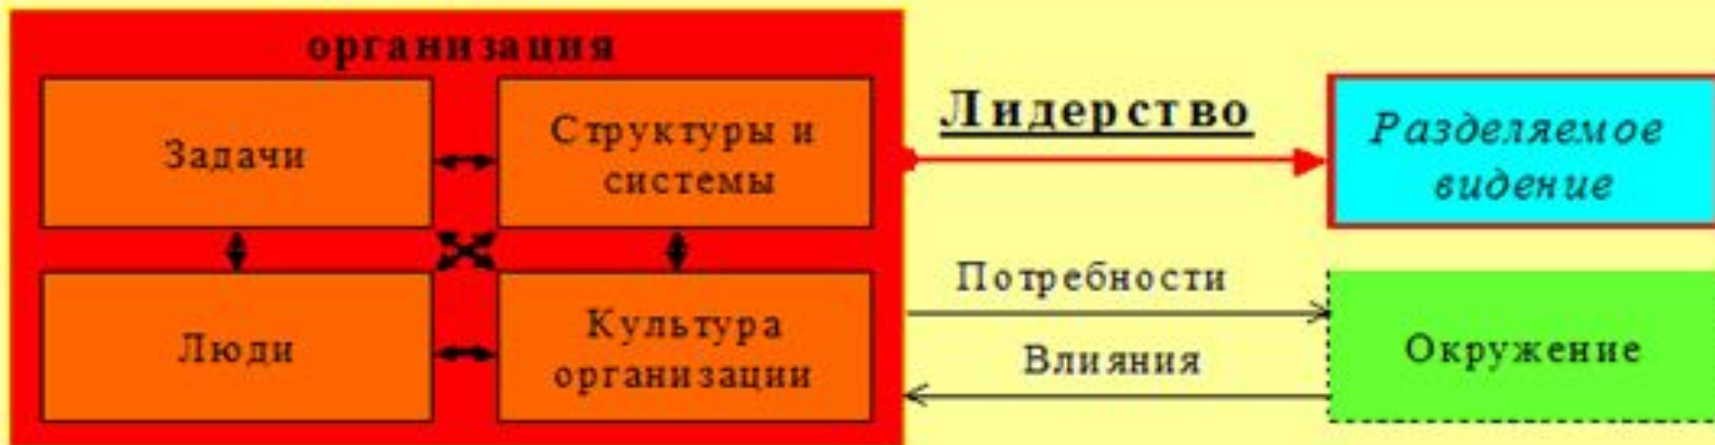 организация
Задачи
Структуры и
системы
Люди
Культура
организации
Лидерство
Разделяемое
видение
Потребности
Влияния
Окружение